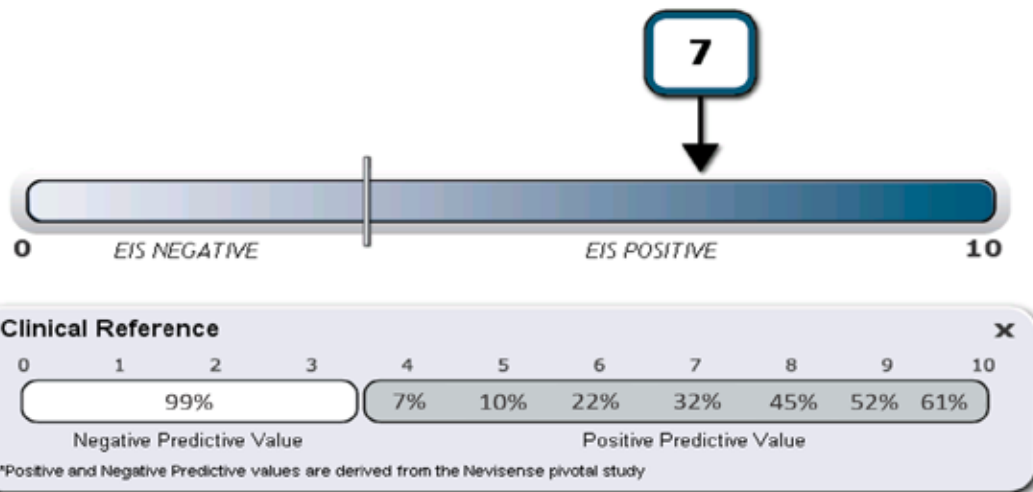 7
0 EIS NEGATIVE EIS POSITIVE 10
Clinical Reference x
0 1 2 3 4 5 6 7 8 9 10
99% 7% 10% 22% 32% 45% 52% 61%
Negative Predictive Value Positive Predictive Value
*Positive and Negative Predictive values are derived from the Nevisense pivotal study